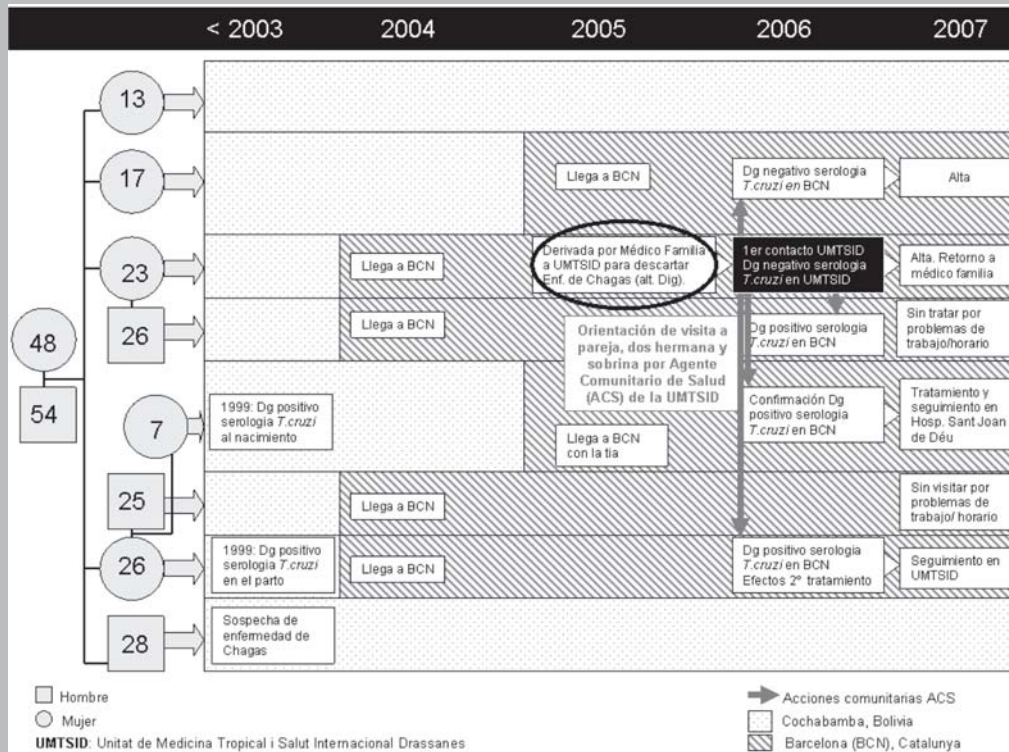 < 2003 2004 2005 2006 2007
13
17
Llega a BCN
Dg negativo serologia
T.cruzi en BCN
Alta
23
Llega a BCN
Derivada por Médico Familia
a UMTSID para descartar
Enf. de Chagas (alt. Dig).
1er contacto UMTSID
Dg negativo serologia
T.cruzi en UMTSID
Alta. Retorno a
médico familia
26
Llega a BCN
Orientación de visita a
pareja, dos hermana y
sobrina por Agente
Comunitario de Salud
(ACS) de la UMTSID
Dg positivo serologia
T.cruzi en BCN
Sin tratar por
problemas de
trabajo/horario
48
54
7
1999: Dg positivo
serologia T.cruzi
al nacimiento
Llega a BCN
con la tia
Confirmación Dg
positivo serologia
T.cruzi en BCN
Tratamiento y
seguimiento en
Hosp. Sant Joan
de Déu
25
Llega a BCN
Sin visitar por
problemas de
trabajo/ horario
26
1999: Dg positivo
serologia T.cruzi
en el parto
Llega a BCN
Dg positivo serologia
T.cruzi en BCN
Efectos 2º tratamiento
Seguimiento en
UMTSID
28
Sospecha de
enfermedad de
Chagas
Hombre
Mujer
UMTSID: Unitat de Medicina Tropical i Salut Internacional Drassanes
Acciones comunitarias ACS
Cochabamba, Bolivia
Barcelona (BCN), Catalunya